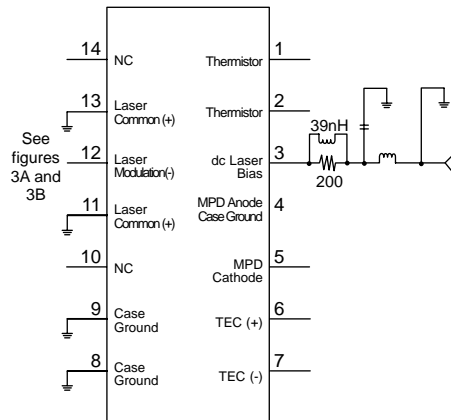 14
NC
1
Thermistor
13
Laser
Common (+)
2
Thermistor
39nH
See
figures
3A and
3B
12
Laser
Modulation(-)
3
dc Laser
Bias
200
11
Laser
Common (+)
4
MPD Anode
Case Ground
10
NC
5
MPD
Cathode
9
Case
Ground
6
TEC (+)
8
Case
Ground
7
TEC (-)